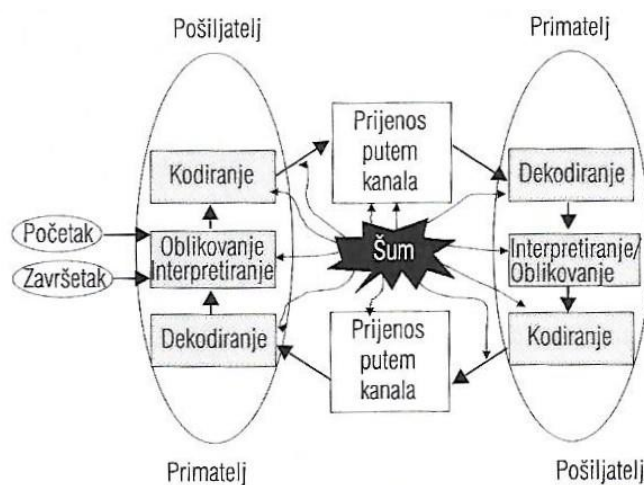 Pošiljatelj
Primatelj
Prijenos
putem
kanala
Kodiranje
Dekodiranje
Početak
Oblikovanje
Interpretiranje
Šum
Interpretiranje/
Oblikovanje
Završetak
Dekodiranje
Prijenos
putem
kanala
Kodiranje
Primatelj
Pošiljatelj